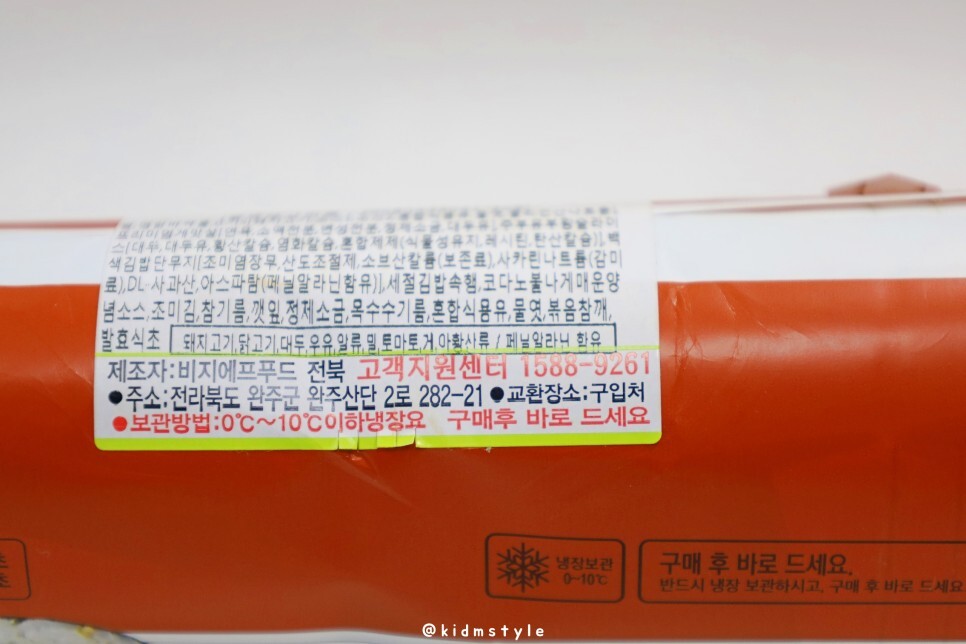 스[대두,대두유,황산칼슘,염화칼슘,혼합제제(식물성유지,레시틴,탄산칼슘)],백
색김밥단무지[조미염장무,산도조절제,소브산칼륨(보존료),사카린나트륨(감미
료),DL-사과산,아스파탐(페닐알라닌함유)],세절김밥속햄,코다노불나게매운양
념소스,조미김,참기름,깻잎,정제소금,옥수수기름,혼합식용유,물엿,볶음참깨,
발효식초 돼지고기,닭고기,대두,우유,알류,밀,토마토,게,아황산류 / 페닐알라닌 함유
제조자:비지에프푸드 전북 고객지원센터 1588-9261
●주소:전라북도 완주군 완주산단 2로 282-21 ●교환장소:구입처
●보관방법:0℃~10℃이하냉장요 구매후 바로 드세요
냉장보관
0~10℃
구매 후 바로 드세요.
반드시 냉장 보관하시고, 구매 후 바로 드세요
@kidmstyle